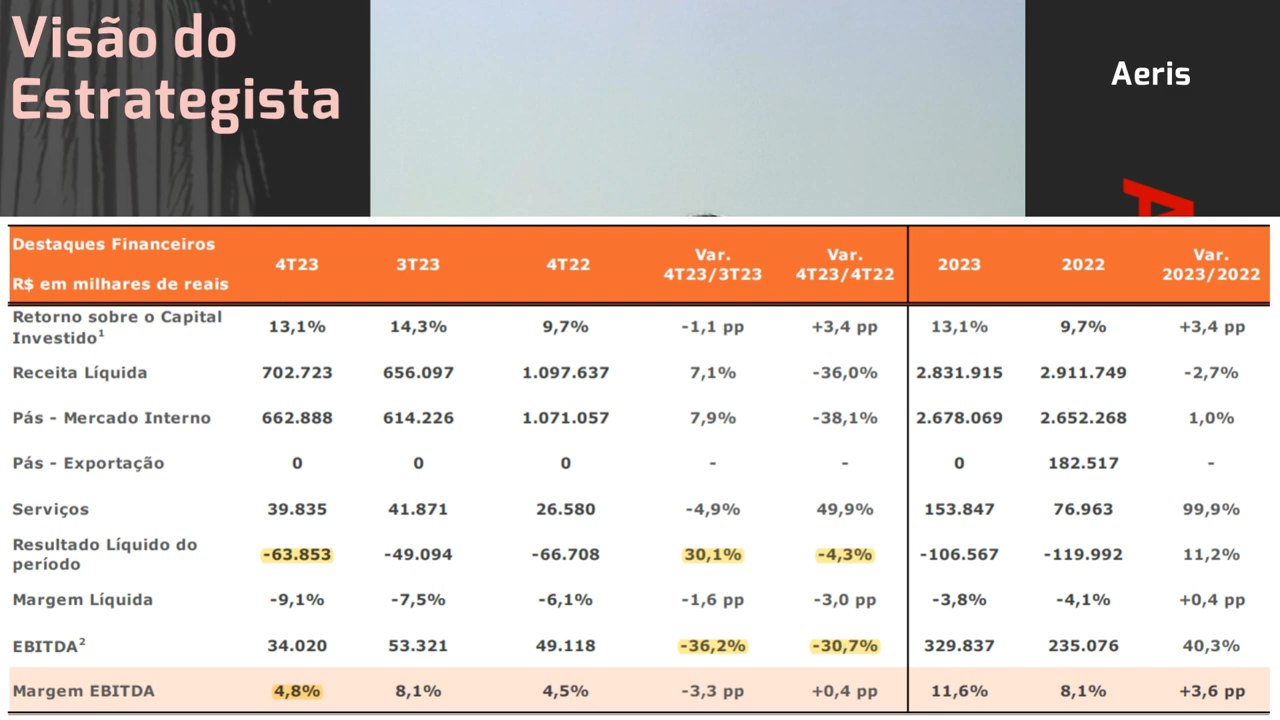 Visão do
Estrategista
Aeris
A
Destaques Financeiros
R$ em milhares de reais
4T23
3T23
4T22
Var.
4T23/3T23
Var.
4T23/4T22
2023
2022
Var.
2023/2022
Retorno sobre o Capital
Investido¹
13,1%
14,3%
9,7%
-1,1 pp
+3,4 pp
13,1%
9,7%
+3,4 pp
Receita Líquida
702.723
656.097
1.097.637
7,1%
-36,0%
2.831.915
2.911.749
-2,7%
Pás - Mercado Interno
662.888
614.226
1.071.057
7,9%
-38,1%
2.678.069
2.652.268
1,0%
Pás - Exportação
0
0
0
-
-
0
182.517
-
Serviços
39.835
41.871
26.580
-4,9%
49,9%
153.847
76.963
99,9%
Resultado Líquido do
período
-63.853
-49.094
-66.708
30,1%
-4,3%
-106.567
-119.992
11,2%
Margem Líquida
-9,1%
-7,5%
-6,1%
-1,6 pp
-3,0 pp
-3,8%
-4,1%
+0,4 pp
EBITDA²
34.020
53.321
49.118
-36,2%
-30,7%
329.837
235.076
40,3%
Margem EBITDA
4,8%
8,1%
4,5%
-3,3 pp
+0,4 pp
11,6%
8,1%
+3,6 pp